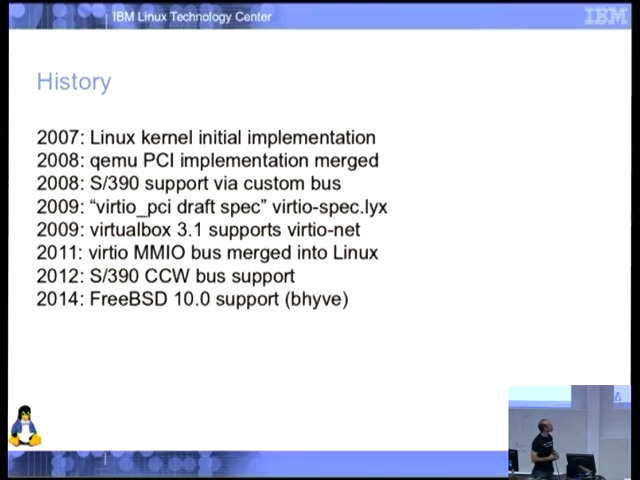 IBM Linux Technology Center
IBM
History
2007: Linux kernel initial implementation
2008: qemu PCI implementation merged
2008: S/390 support via custom bus
2009: “virtio_pci draft spec” virtio-spec.lyx
2009: virtualbox 3.1 supports virtio-net
2011: virtio MMIO bus merged into Linux
2012: S/390 CCW bus support
2014: FreeBSD 10.0 support (bhyve)